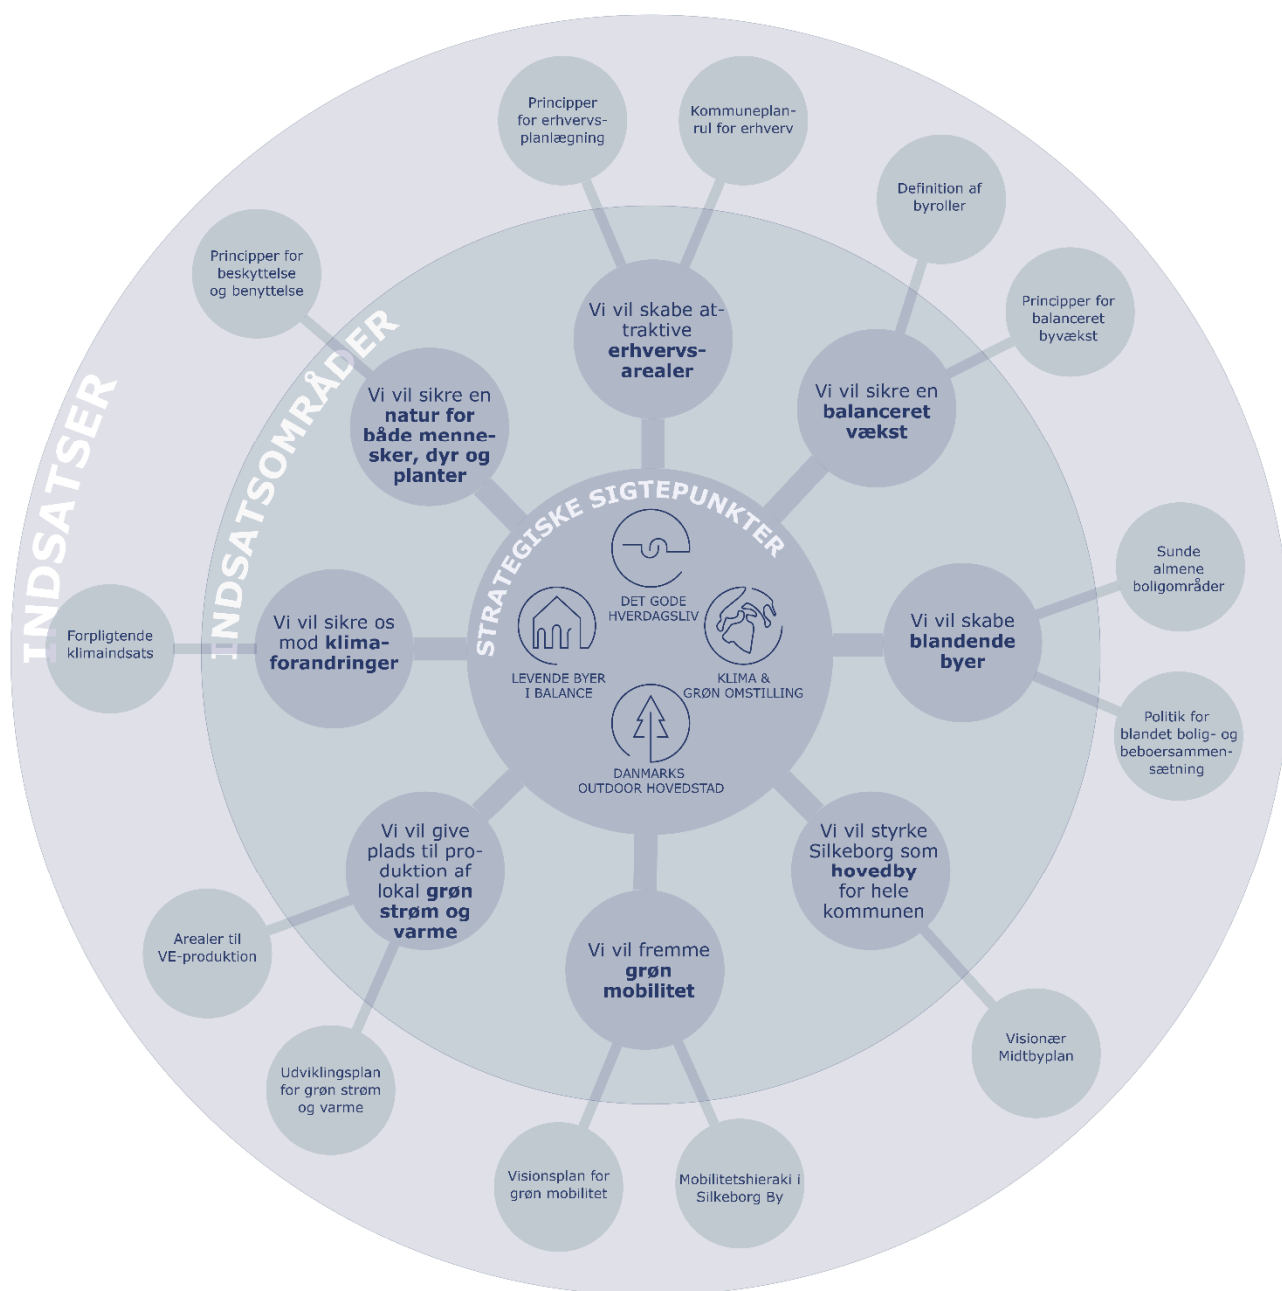 INDSATSER
INDSATSOMRÅDER
STRATEGISKE SIGTEPUNKTER
DET GODE
HVERDAGSLIV
LEVENDE BYER
I BALANCE
KLIMA &
GRØN OMSTILLING
DANMARKS
OUTDOOR HOVEDSTAD
Vi vil skabe at-
traktive
erhvervs-
arealer
Principper
for erhvervs-
planlægning
Kommuneplan-
rul for erhverv
Vi vil sikre en
balanceret
vækst
Definition af
byroller
Principper for
balanceret
byvækst
Vi vil skabe
blandende
byer
Sunde
almene
boligområder
Politik for
blandet bolig- og
beboersammen-
sætning
Vi vil styrke
Silkeborg som
hovedby
for hele
kommunen
Visionær
Midtbyplan
Vi vil fremme
grøn
mobilitet
Mobilitetshieraki i
Silkeborg By
Visionsplan for
grøn mobilitet
Vi vil give
plads til pro-
duktion af
lokal grøn
strøm og
varme
Udviklingsplan
for grøn strøm
og varme
Arealer til
VE-produktion
Vi vil sikre os
mod klima-
forandringer
Forpligtende
klimaindsats
Vi vil sikre en
natur for
både menne-
sker, dyr og
planter
Principper for
beskyttelse
og benyttelse